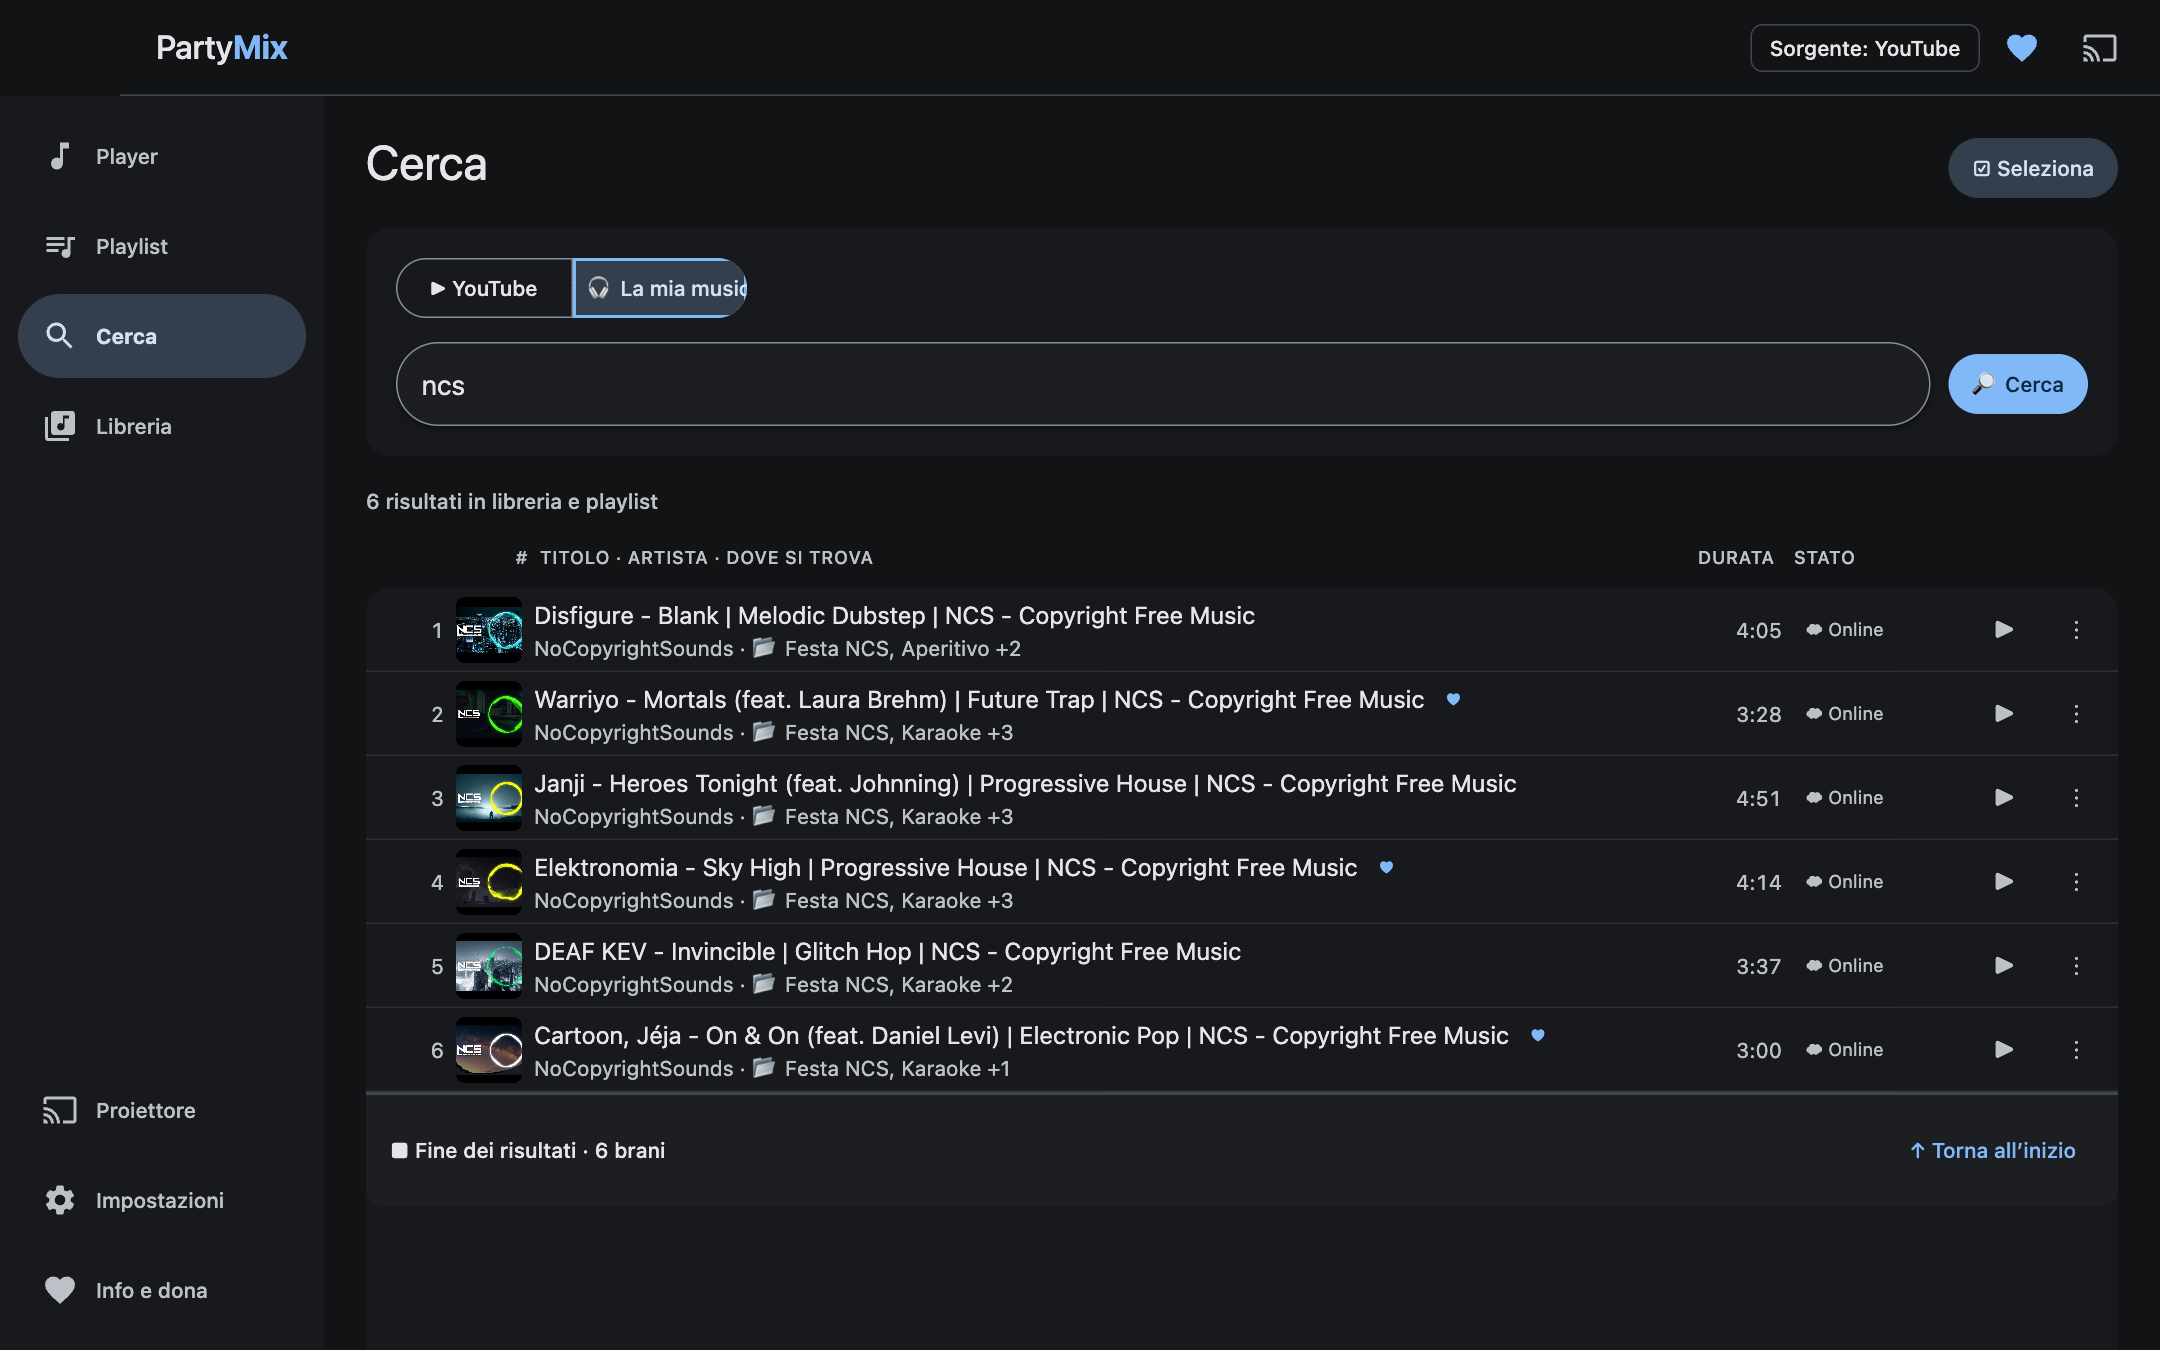 PartyMix
Sorgente: YouTube
Player
Playlist
Cerca
Libreria
Proiettore
Impostazioni
Info e dona
Cerca
Seleziona
YouTube
La mia music
ncs
Cerca
6 risultati in libreria e playlist
# TITOLO · ARTISTA · DOVE SI TROVA DURATA STATO
1 Disfigure - Blank | Melodic Dubstep | NCS - Copyright Free Music 4:05 Online
NCS
NoCopyrightSounds · Festa NCS, Aperitivo +2
2 Warriyo - Mortals (feat. Laura Brehm) | Future Trap | NCS - Copyright Free Music 3:28 Online
NCS
NoCopyrightSounds · Festa NCS, Karaoke +3
3 Janji - Heroes Tonight (feat. Johnning) | Progressive House | NCS - Copyright Free Music 4:51 Online
NCS
NoCopyrightSounds · Festa NCS, Karaoke +3
4 Elektronomia - Sky High | Progressive House | NCS - Copyright Free Music 4:14 Online
NCS
NoCopyrightSounds · Festa NCS, Karaoke +3
5 DEAF KEV - Invincible | Glitch Hop | NCS - Copyright Free Music 3:37 Online
NCS
NoCopyrightSounds · Festa NCS, Karaoke +2
6 Cartoon, Jéja - On & On (feat. Daniel Levi) | Electronic Pop | NCS - Copyright Free Music 3:00 Online
NCS
NoCopyrightSounds · Festa NCS, Karaoke +1
Fine dei risultati · 6 brani
↑ Torna all’inizio